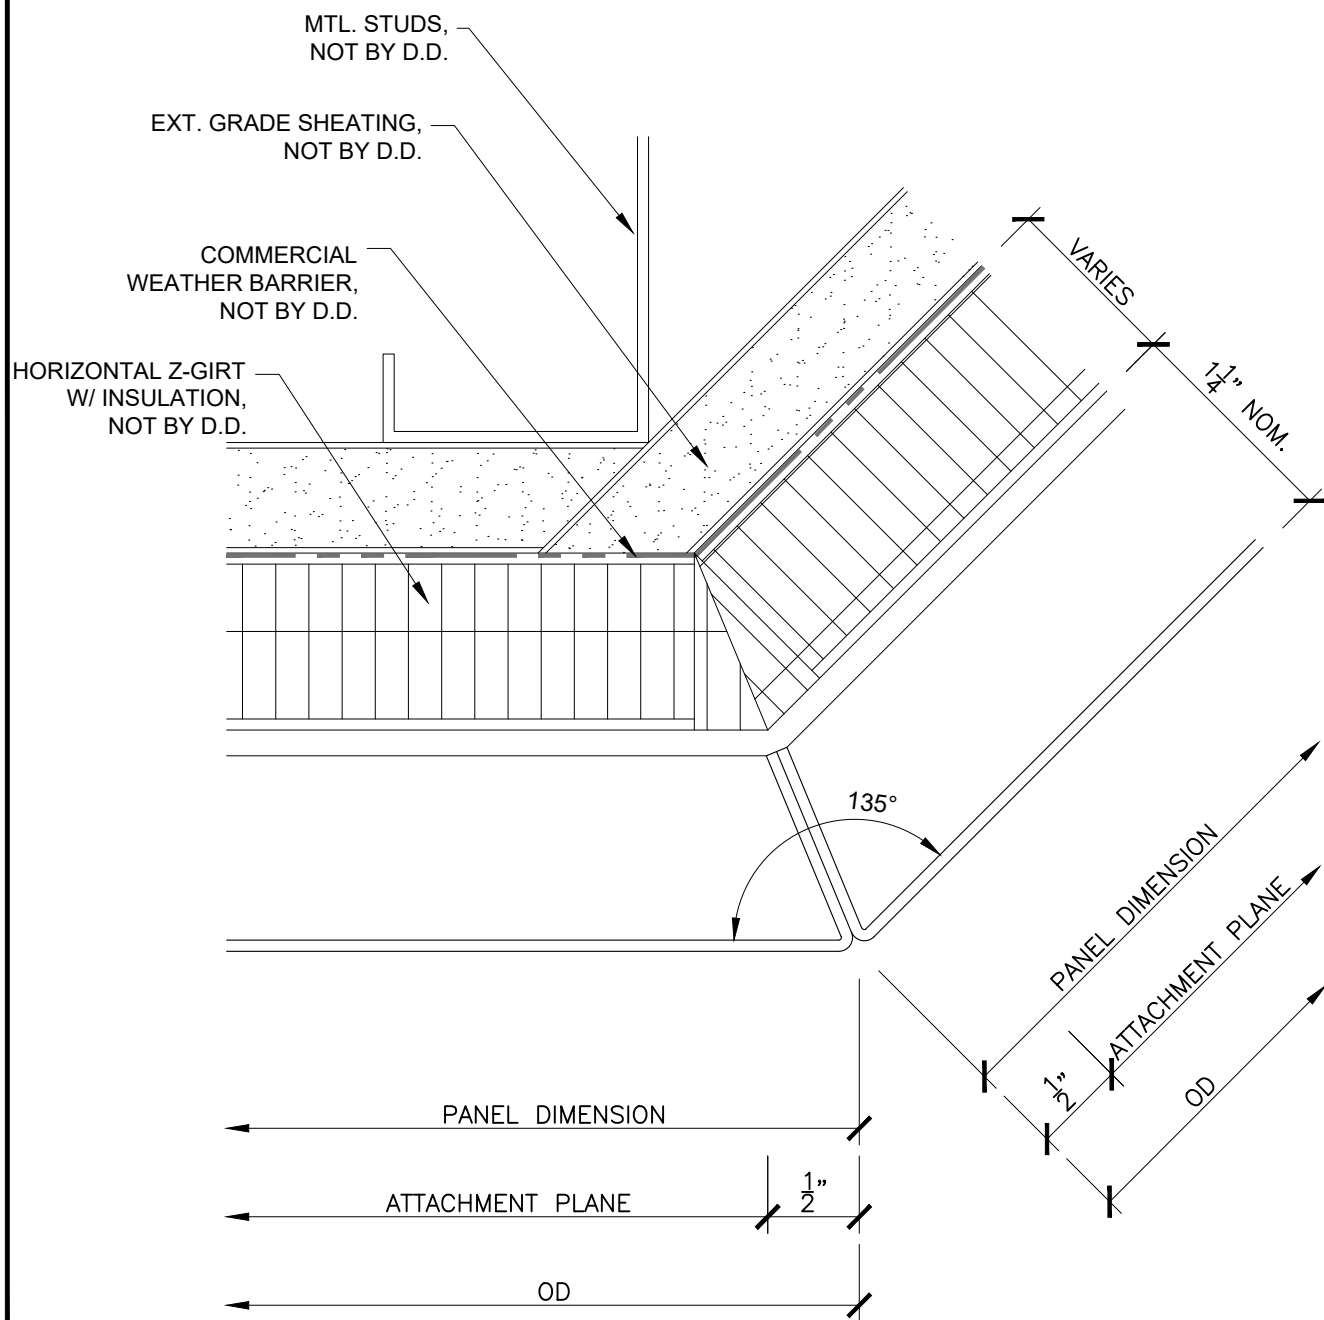 MTL. STUDS,
NOT BY D.D.
EXT. GRADE SHEATING,
NOT BY D.D.
COMMERCIAL
WEATHER BARRIER,
NOT BY D.D.
HORIZONTAL Z-GIRT
W/ INSULATION,
NOT BY D.D.
VARIES
1 1/4" NOM.
135°
PANEL DIMENSION
ATTACHMENT PLANE
1/2"
OD
PANEL DIMENSION
ATTACHMENT PLANE
1/2"
OD